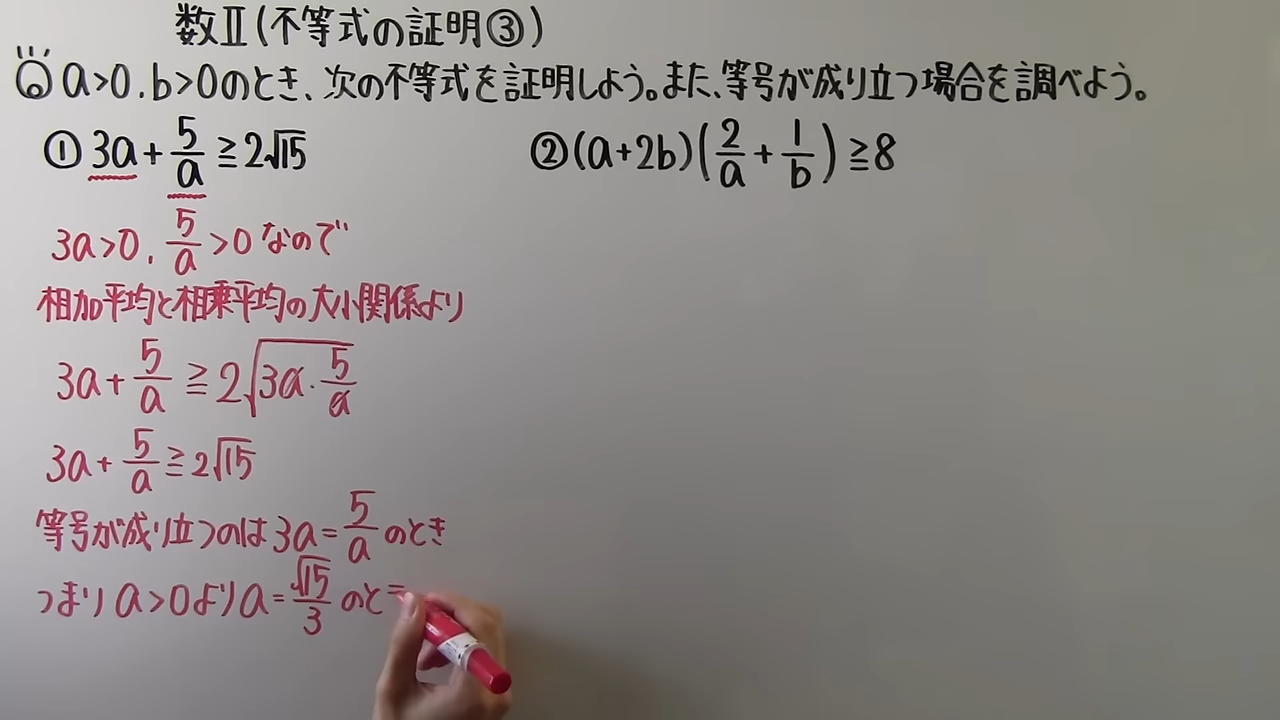 数Ⅱ(不等式の証明③)
◎a>0、b>0のとき、次の不等式を証明しよう。また、等号が成り立つ場合を調べよう。
① 3a+5/a≧2√15
②(a+2b)(2/a+1/b)≧8
3a>0、5/a>0なので
相加平均と相乗平均の大小関係より
3a+5/a≧2√(3a・5/a)
3a+5/a≧2√15
等号が成り立つのは3a=5/aのとき
つまりa>0よりa=√15/3のと